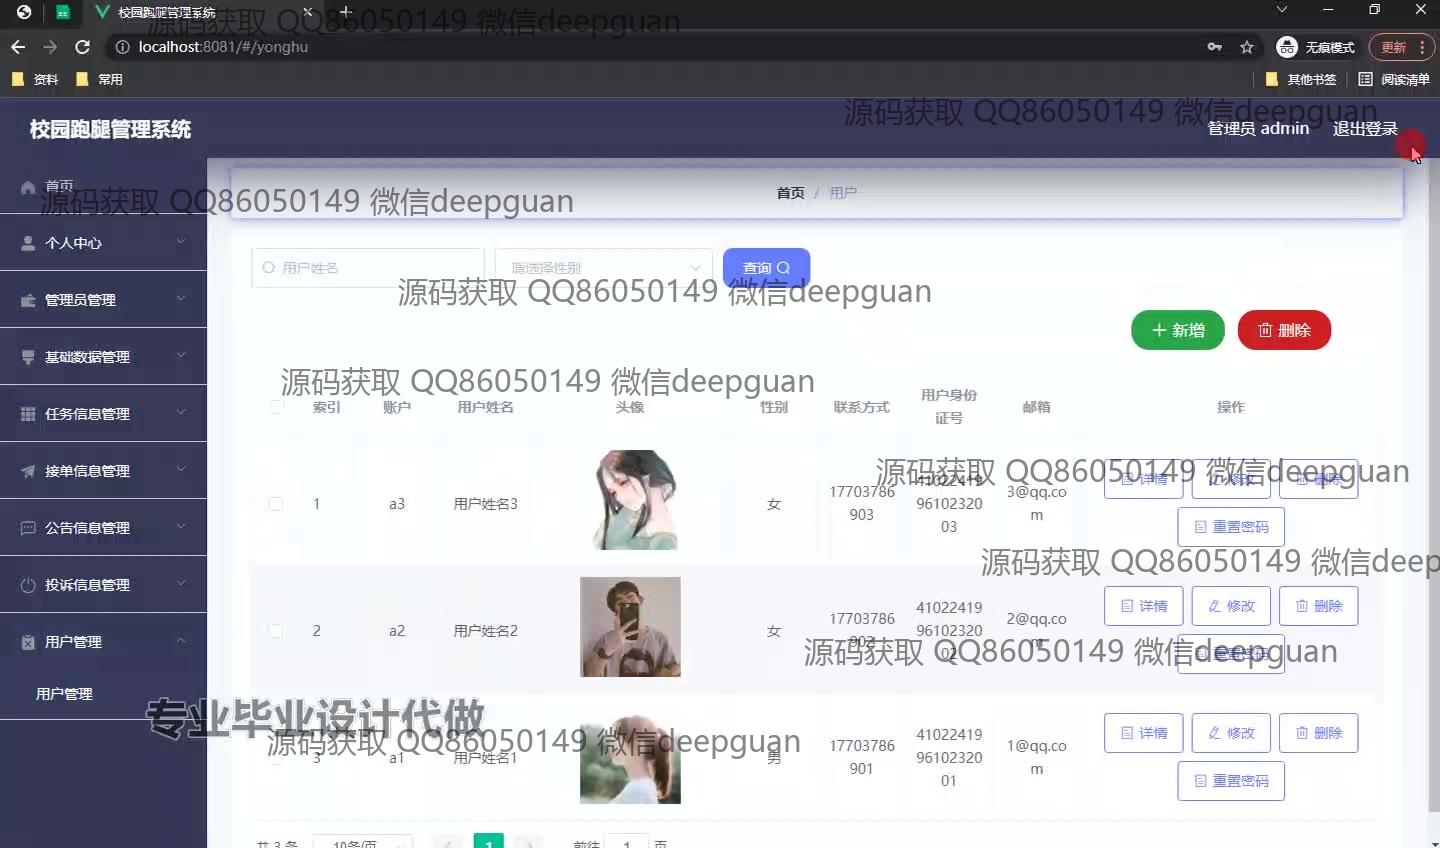 校园跑腿管理系统
源码获取 QQ86050149 微信deepguan
localhost:8081/#/yonghu
无痕模式
更新
资料
常用
其他书签
阅读清单
源码获取 QQ86050149 微信deepguan
校园跑腿管理系统
管理员 admin
退出登录
首页
首页 / 用户
源码获取 QQ86050149 微信deepguan
个人中心
用户姓名
查询
源码获取 QQ86050149 微信deepguan
管理员管理
新增
删除
基础数据管理
源码获取 QQ86050149 微信deepguan
索引
账户
用户姓名
头像
性别
联系方式
用户身份
证号
邮箱
操作
任务信息管理
接单信息管理
源码获取 QQ86050149 微信deepguan
1
a3
用户姓名3
女
17703786
903
41022419
96102320
03
3@qq.co
m
详情
修改
删除
重置密码
公告信息管理
源码获取 QQ86050149 微信deep
投诉信息管理
2
a2
用户姓名2
女
17703786
902
41022419
96102320
02
2@qq.co
m
详情
修改
删除
重置密码
源码获取 QQ86050149 微信deepguan
用户管理
用户管理
专业毕业设计代做
源码获取 QQ86050149 微信deepguan
3
a1
用户姓名1
男
17703786
901
41022419
96102320
01
1@qq.co
m
详情
修改
删除
重置密码
共 3 条
10条/页
1
前往
1
页